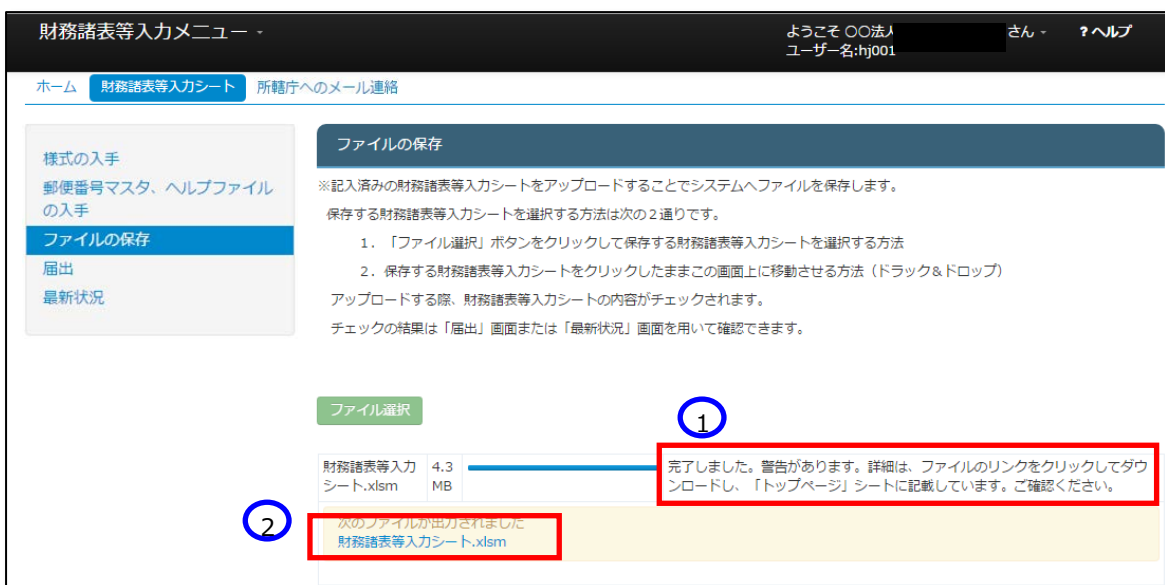 財務諸表等入力メニュー
ようこそ 〇〇法人 さん
?ヘルプ
ユーザー名:hj001
ホーム 財務諸表等入力シート 所轄庁へのメール連絡
様式の入手
郵便番号マスタ、ヘルプファイル
の入手
ファイルの保存
届出
最新状況
ファイルの保存
※記入済みの財務諸表等入力シートをアップロードすることでシステムへファイルを保存します。
保存する財務諸表等入力シートを選択する方法は次の2通りです。
1.「ファイル選択」ボタンをクリックして保存する財務諸表等入力シートを選択する方法
2.保存する財務諸表等入力シートをクリックしたままこの画面上に移動させる方法（ドラック&ドロップ）
アップロードする際、財務諸表等入力シートの内容がチェックされます。
チェックの結果は「届出」画面または「最新状況」画面を用いて確認できます。
ファイル選択
1
財務諸表等入力
シート.xlsm
4.3
MB
完了しました。警告があります。詳細は、ファイルのリンクをクリックしてダウ
ンロードし、「トップページ」シートに記載しています。ご確認ください。
2
次のファイルが出力されました
財務諸表等入力シート.xlsm